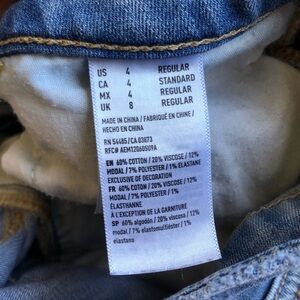 US 4 REGULAR
CA 4 STANDARD
MX 4 REGULAR
UK 8 REGULAR
MADE IN CHINA / FABRIQUÉ EN CHINE /
HECHO EN CHINA
RN 54485/CA 03873
EN 60% COTTON / 20% VISCOSE / 12%
MODAL / 7% POLYESTER / 1% ELASTANE
EXCLUSIVE OF DECORATION
FR 60% COTON / 20% VISCOSE / 12%
MODAL / 7% POLYESTER / 1%
ÉLASTHANNE
À L'EXCEPTION DE LA GARNITURE
SP 60% algodón / 20% viscosa / 12%
modal / 7% / 1%
elastano